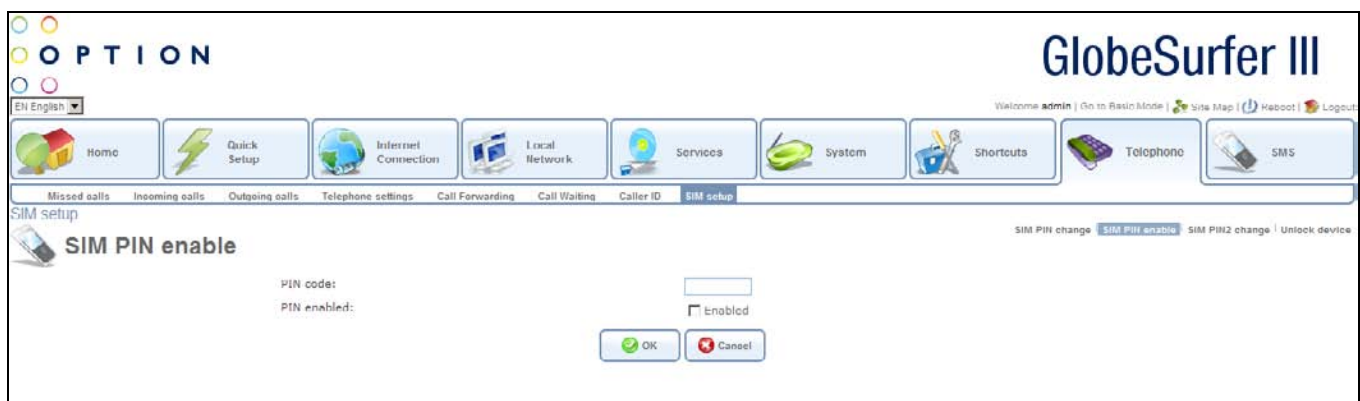 OPTION
GlobeSurfer III
EN English
Welcome admin | Go to Basic Mode | Site Map | Reboot | Logout
Home
Quick Setup
Internet Connection
Local Network
Services
System
Shortcuts
Telephone
SMS
Missed calls Incoming calls Outgoing calls Telephone settings Call Forwarding Call Waiting Caller ID SIM setup
SIM setup
SIM PIN change | SIM PIN enable | SIM PIN2 change | Unlock device
SIM PIN enable
PIN code:
PIN enabled: Enabled
OK Cancel